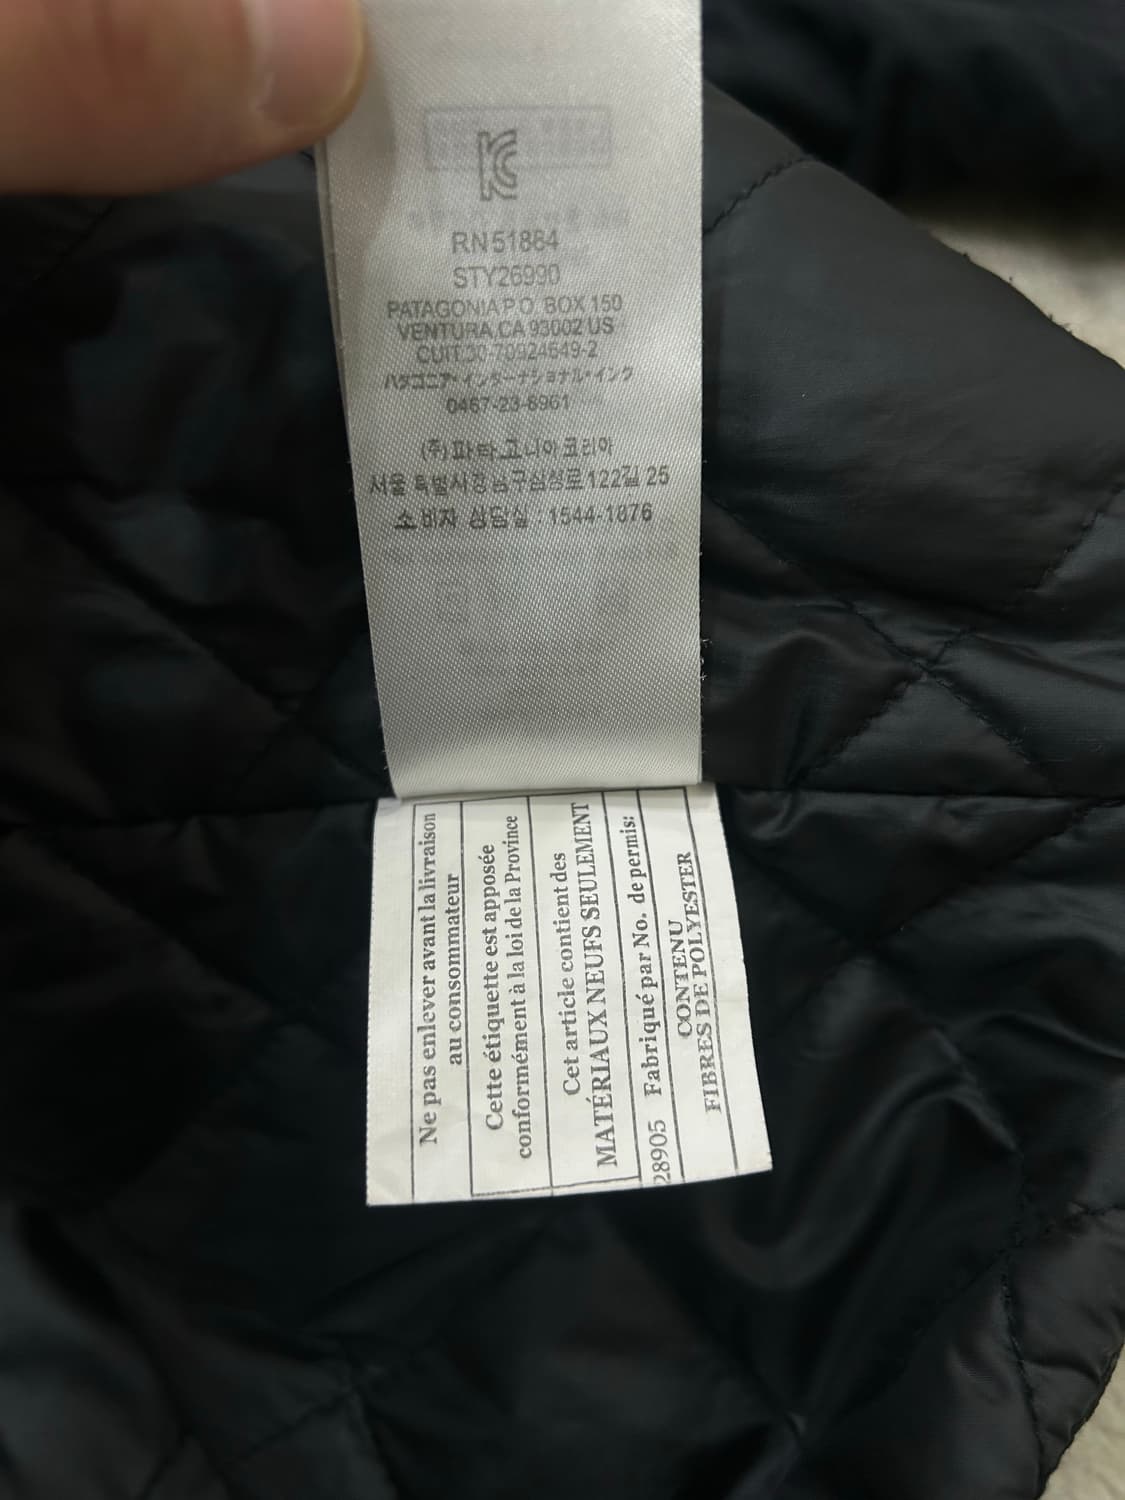 KC
RN51884
STY26990
PATAGONIA P.O. BOX 150
VENTURA, CA 93002 US
CUIT:30-70924649-2
パタゴニア・インターナショナル・インク
0467-23-8961
(주)파타고니아코리아
서울특별시강남구삼성로122길 25
소비자 상담실 : 1544-1876
Ne pas enlever avant la livraison
au consommateur
Cette étiquette est apposée
conformément à la loi de la Province
Cet article contient des
MATÉRIAUX NEUFS SEULEMENT
28905 Fabriqué par No. de permis:
CONTENU
FIBRES DE POLYESTER